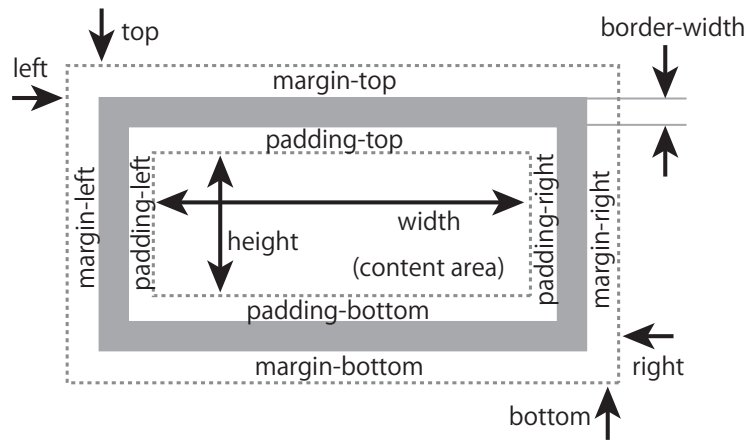 top
border-width
left
margin-top
padding-top
margin-left
padding-left
width
height
(content area)
padding-right
margin-right
padding-bottom
margin-bottom
right
bottom